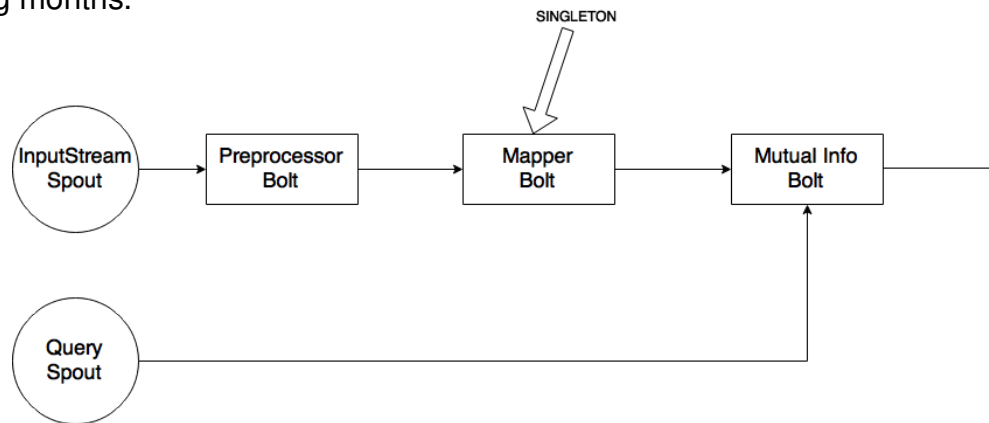 months.
SINGLETON
InputStream
Spout
Preprocessor
Bolt
Mapper
Bolt
Mutual Info
Bolt
Query
Spout